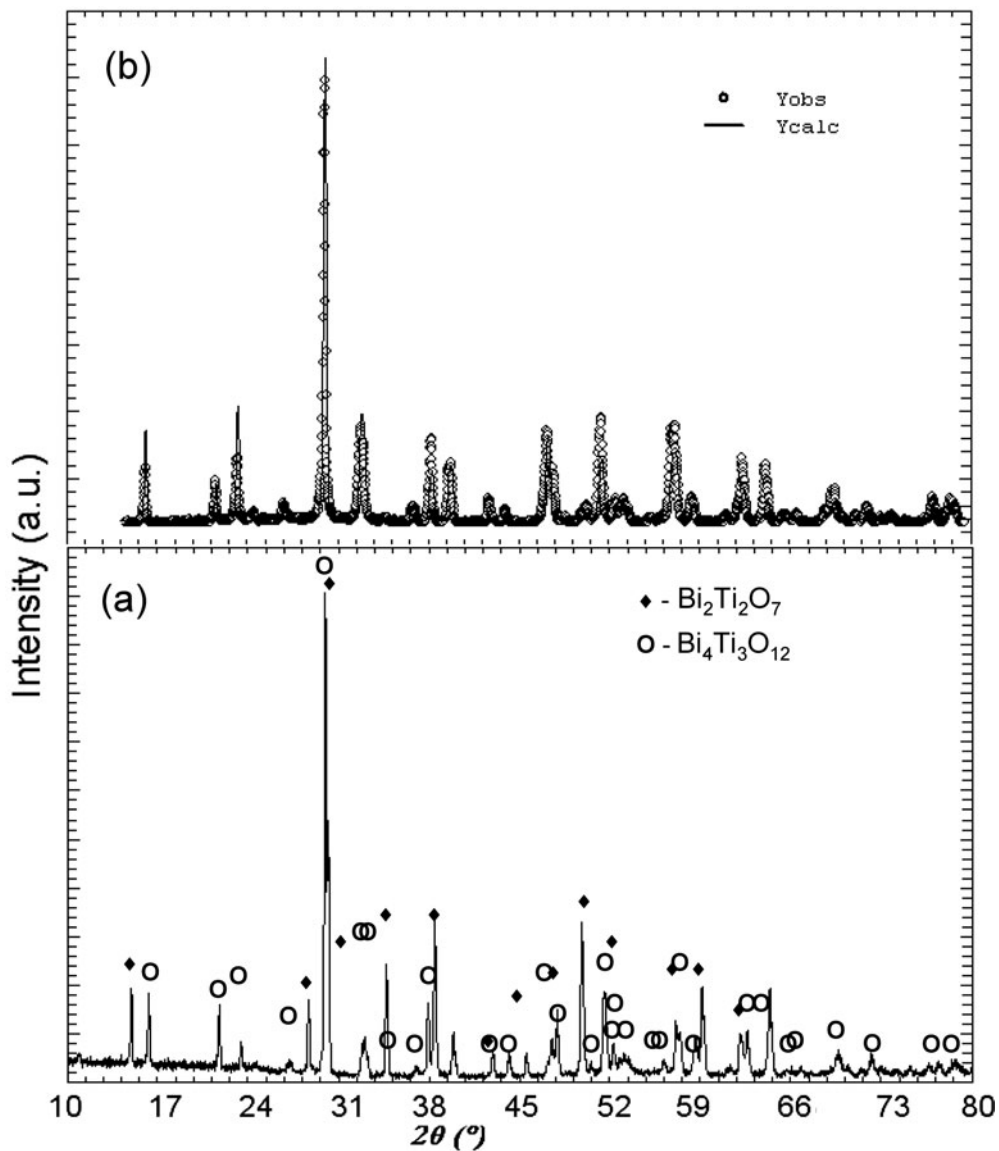 (b)
Yobs
Ycalc
Intensity (a.u.)
(a)
♦ - Bi₂Ti₂O₇
O - Bi₄Ti₃O₁₂
10 17 24 31 38 45 52 59 66 73 80
2θ (º)